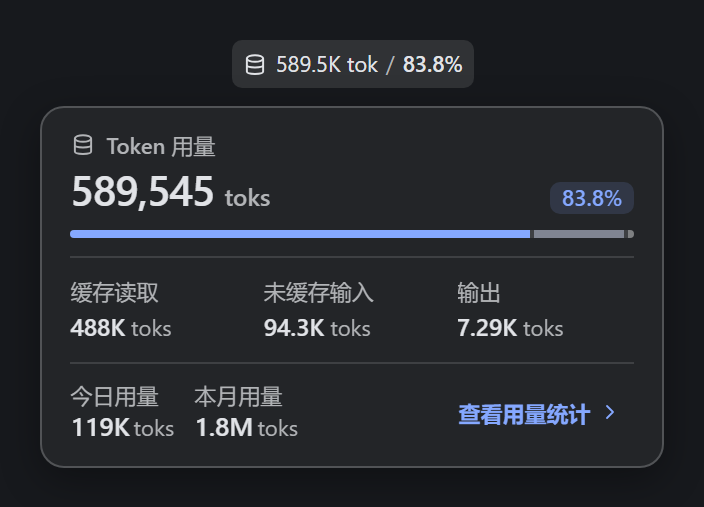 589.5K tok / 83.8%
Token 用量
589,545 toks
83.8%
缓存读取 未缓存输入 输出
488K toks 94.3K toks 7.29K toks
今日用量 本月用量
119K toks 1.8M toks
查看用量统计 >